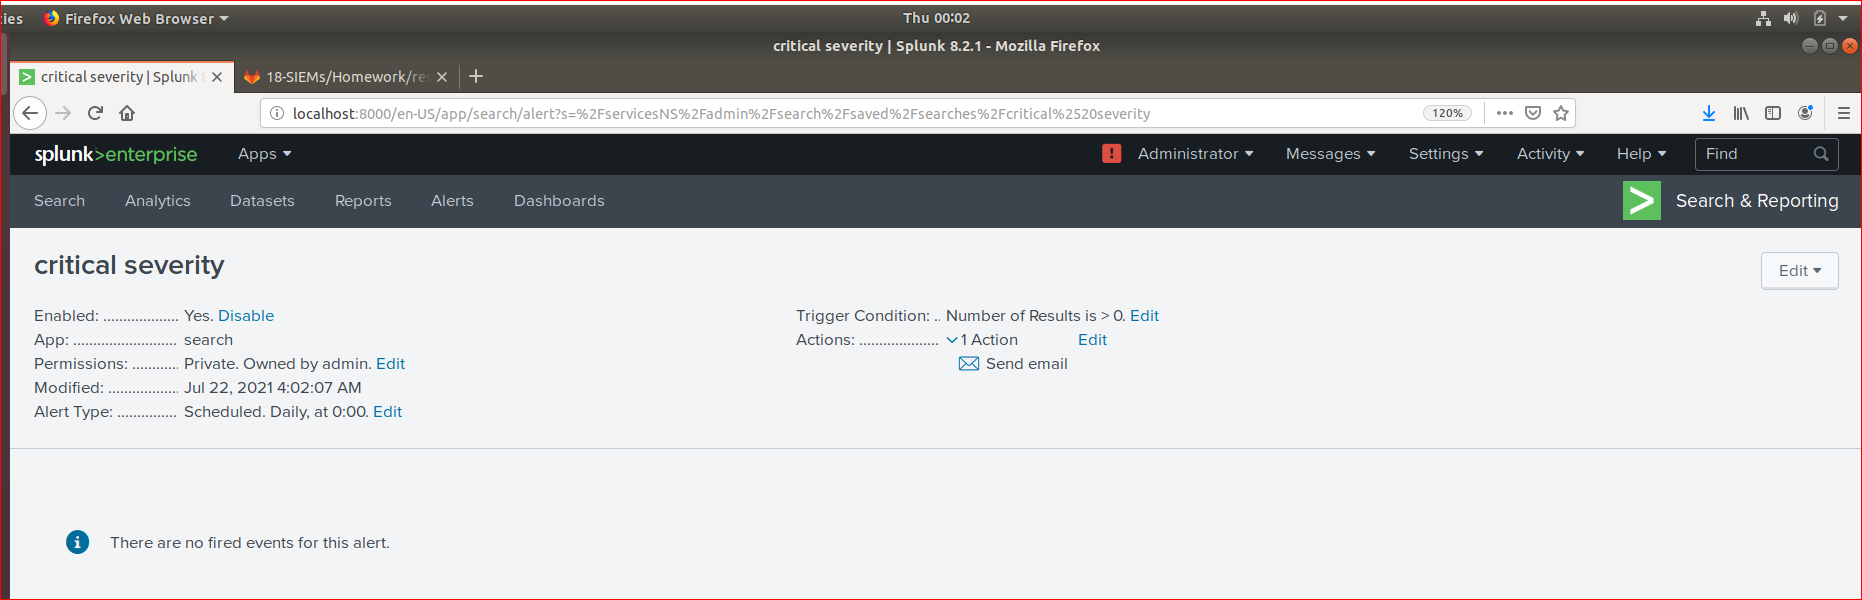 ies Firefox Web Browser Thu 00:02
critical severity | Splunk 8.2.1 - Mozilla Firefox
critical severity | Splunk 18-SIEMs/Homework/res
localhost:8000/en-US/app/search/alert?s=%2FservicesNS%2Fadmin%2Fsearch%2Fsaved%2Fsearches%2Fcritical%2520severity 120%
splunk>enterprise Apps Administrator Messages Settings Activity Help Find
Search Analytics Datasets Reports Alerts Dashboards Search & Reporting
critical severity
Edit
Enabled: ................... Yes. Disable
App: .......................... search
Permissions: ............ Private. Owned by admin. Edit
Modified: .................. Jul 22, 2021 4:02:07 AM
Alert Type: ............... Scheduled. Daily, at 0:00. Edit
Trigger Condition: .. Number of Results is > 0. Edit
Actions: .................... 1 Action Edit
Send email
There are no fired events for this alert.